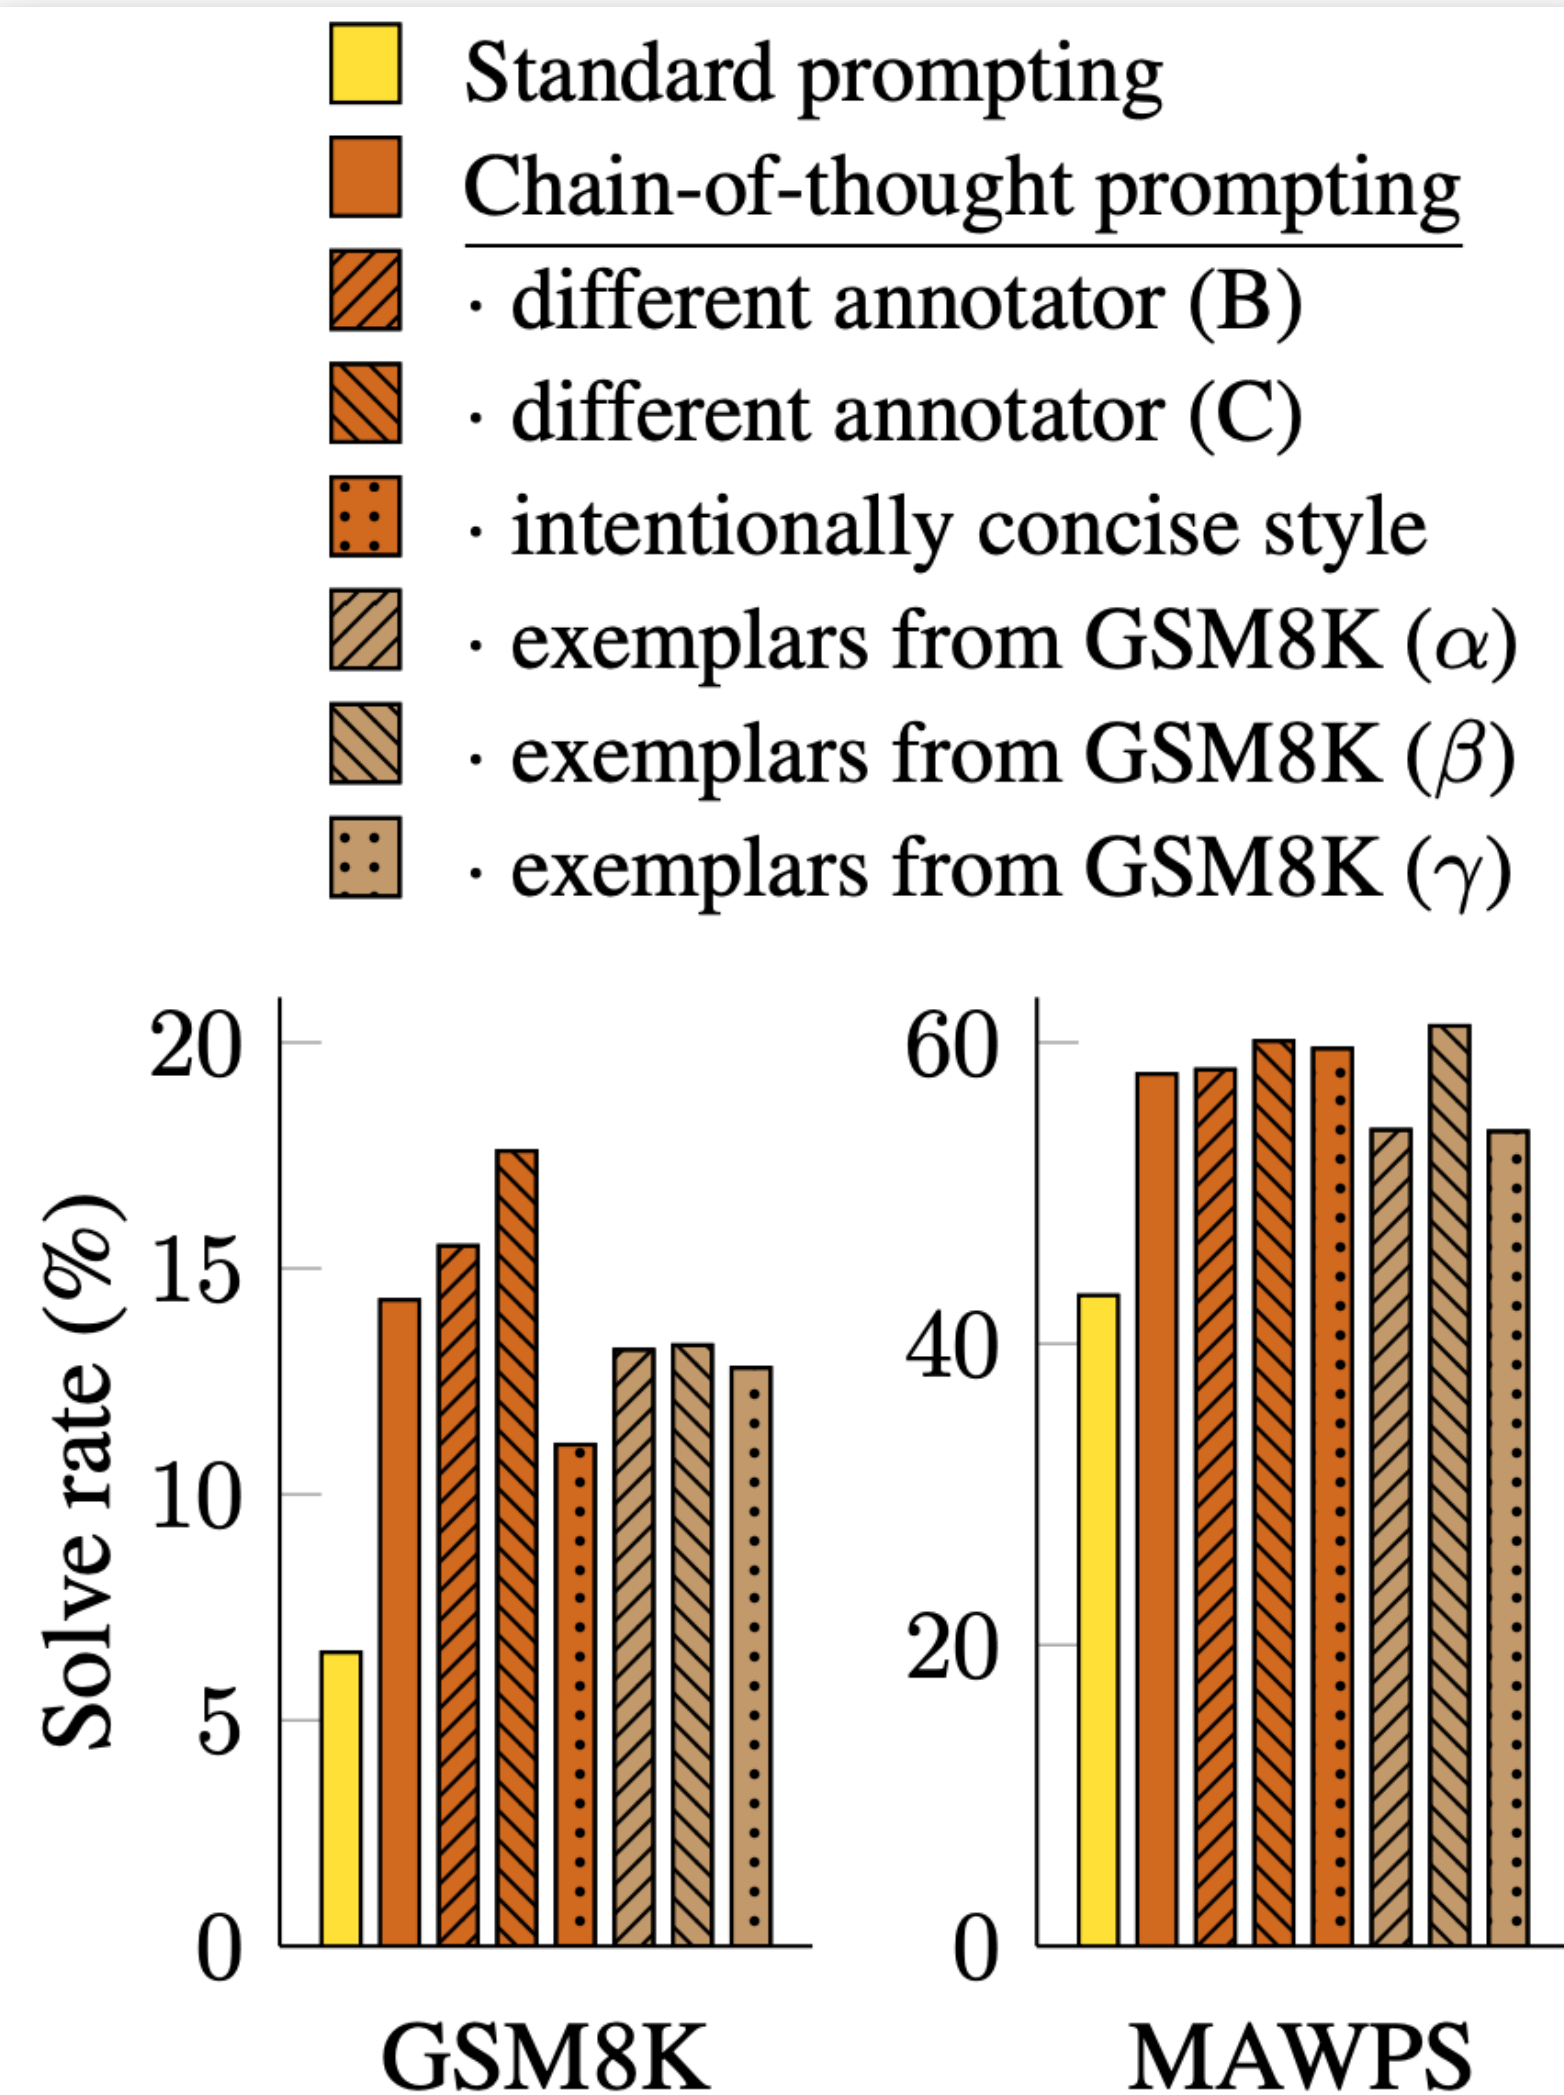 Standard prompting
Chain-of-thought prompting
· different annotator (B)
· different annotator (C)
· intentionally concise style
· exemplars from GSM8K (α)
· exemplars from GSM8K (β)
· exemplars from GSM8K (γ)
Solve rate (%)
20
15
10
5
0
GSM8K
60
40
20
0
MAWPS